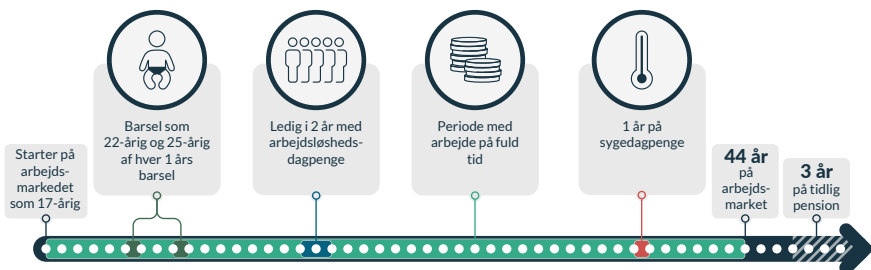 Starter på
arbejds-
markedet
som 17-årig
Barsel som
22-årig og 25-årig
af hver 1 års
barsel
Ledig i 2 år med
arbejdsløsheds-
dagpenge
Periode med
arbejde på fuld
tid
1 år på
sygedagpenge
44 år
på
arbejds-
market
3 år
på tidlig
pension